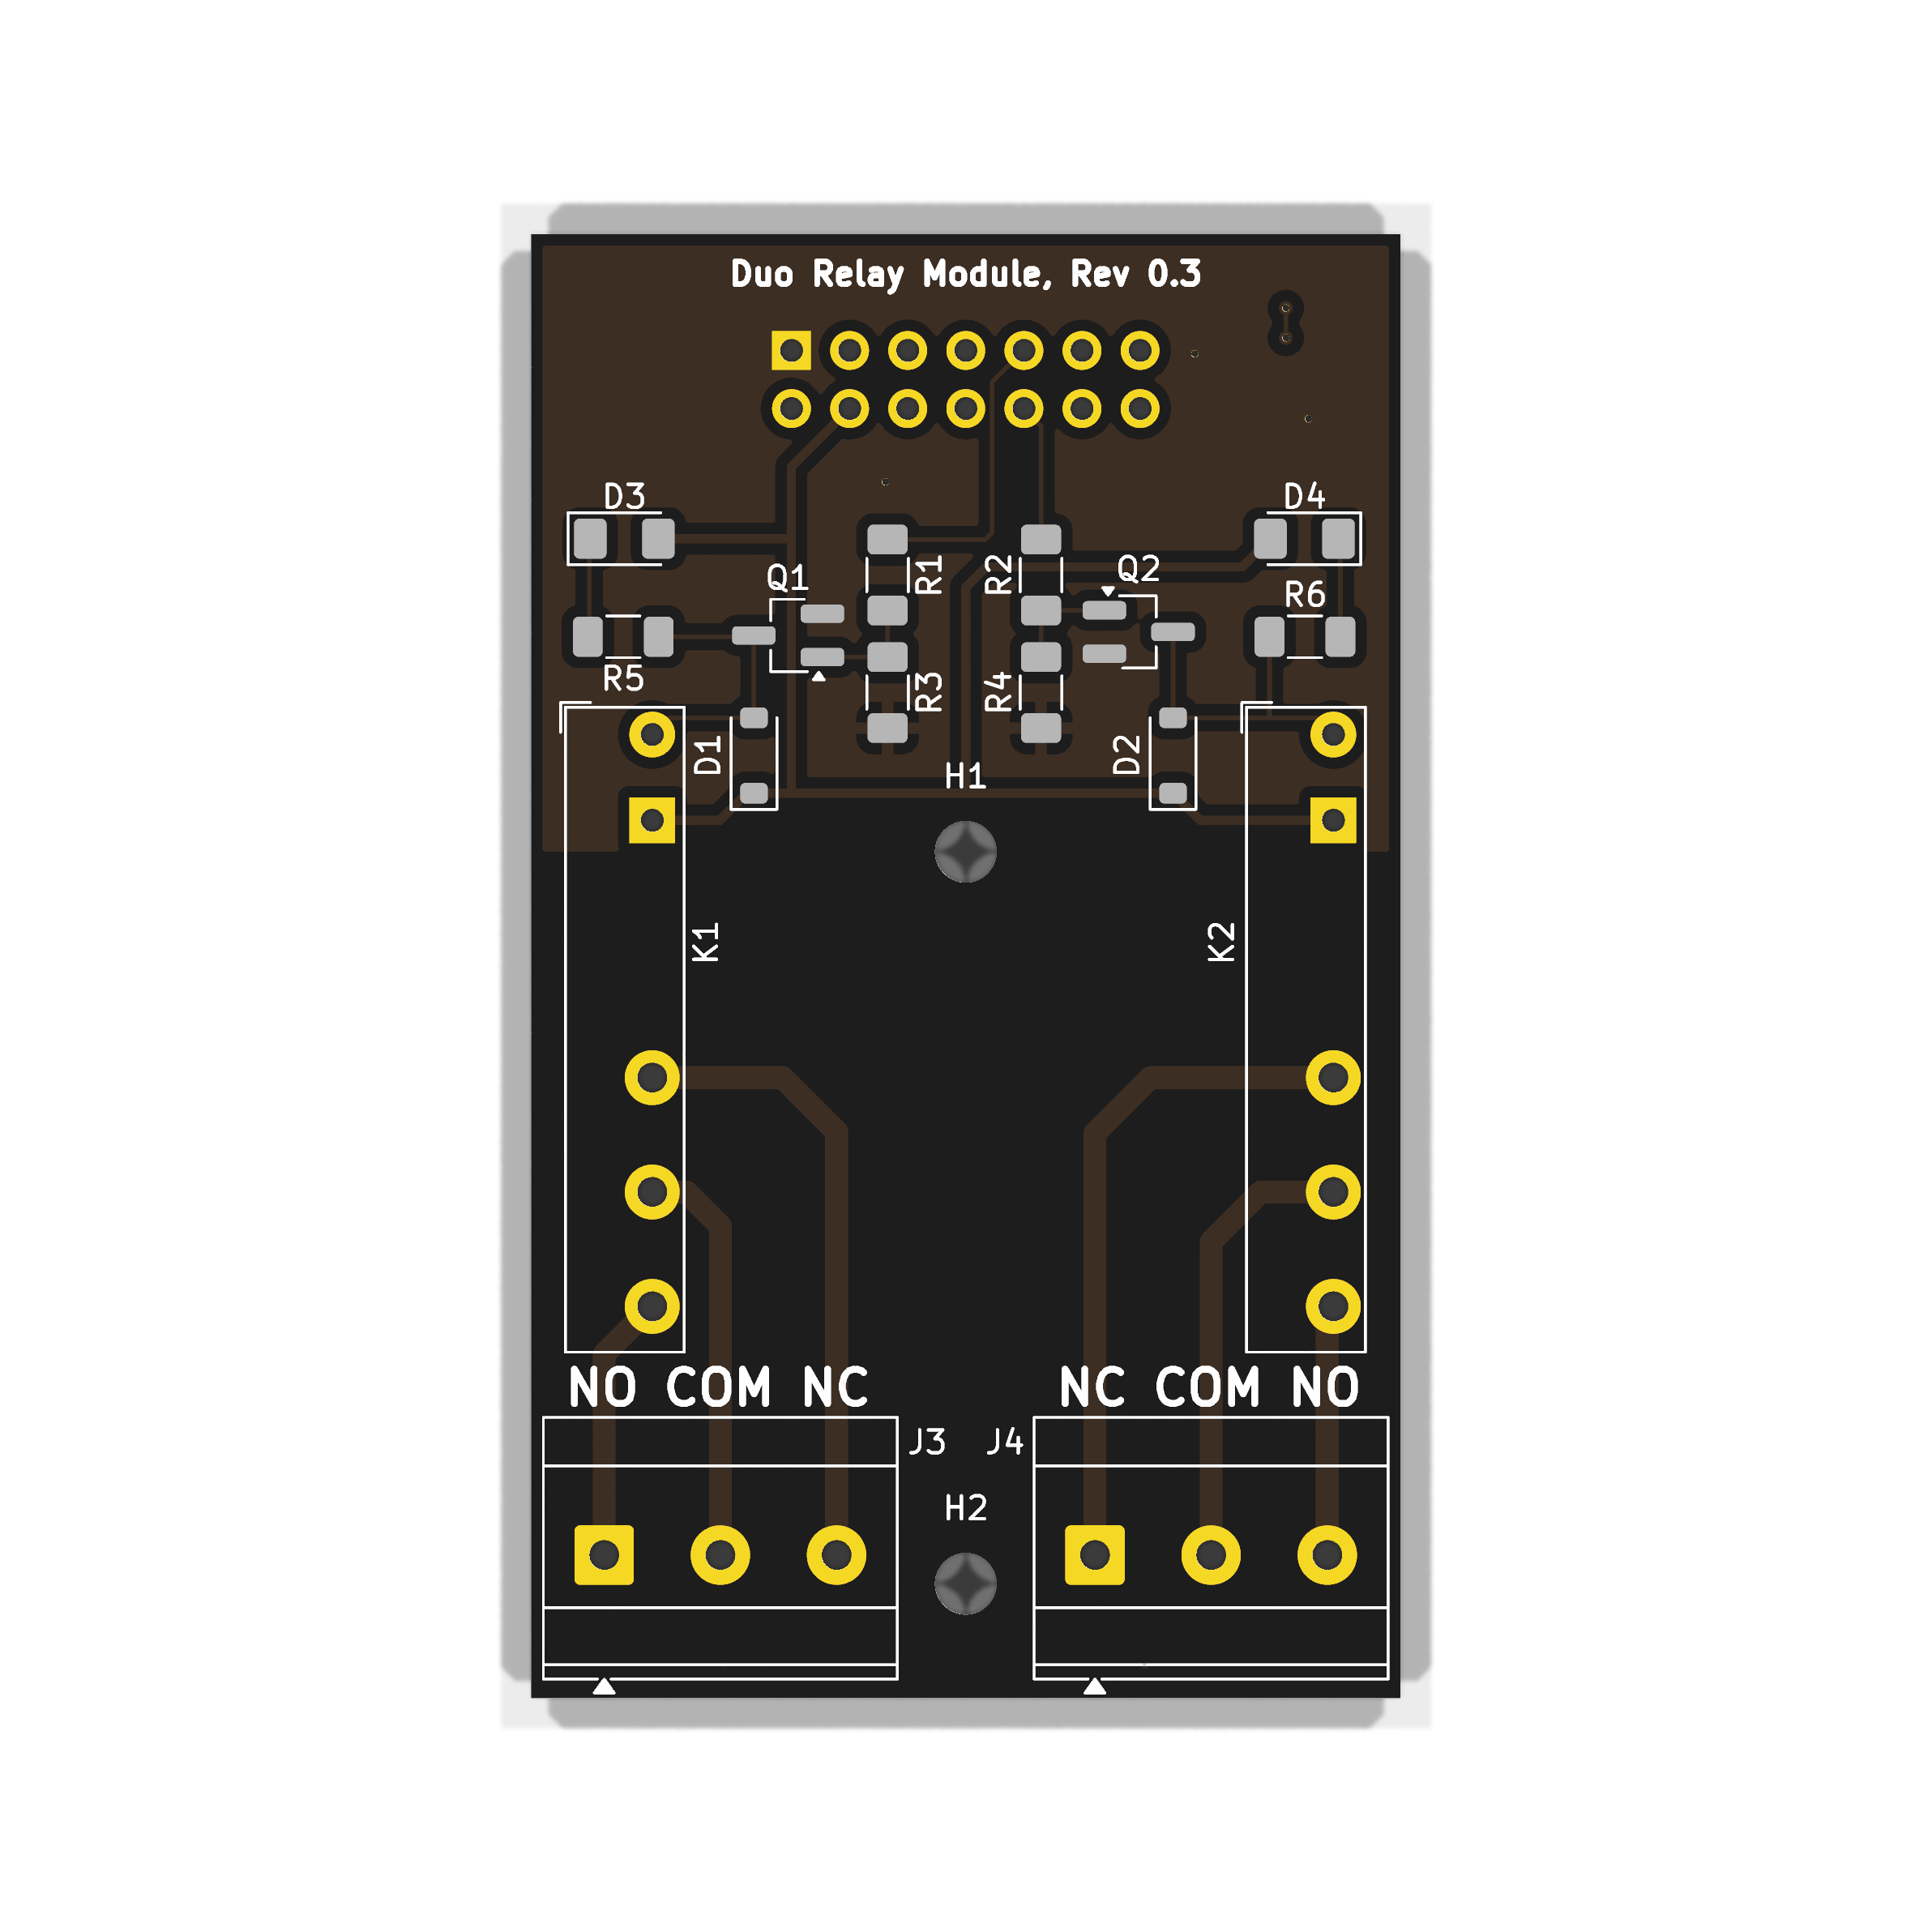 Duo Relay Module, Rev 0.3
D3
D4
Q1
Q2
R1
R2
R6
R5
R3
R4
D1
D2
H1
K1
K2
NO COM NC
NC COM NO
J3
J4
H2